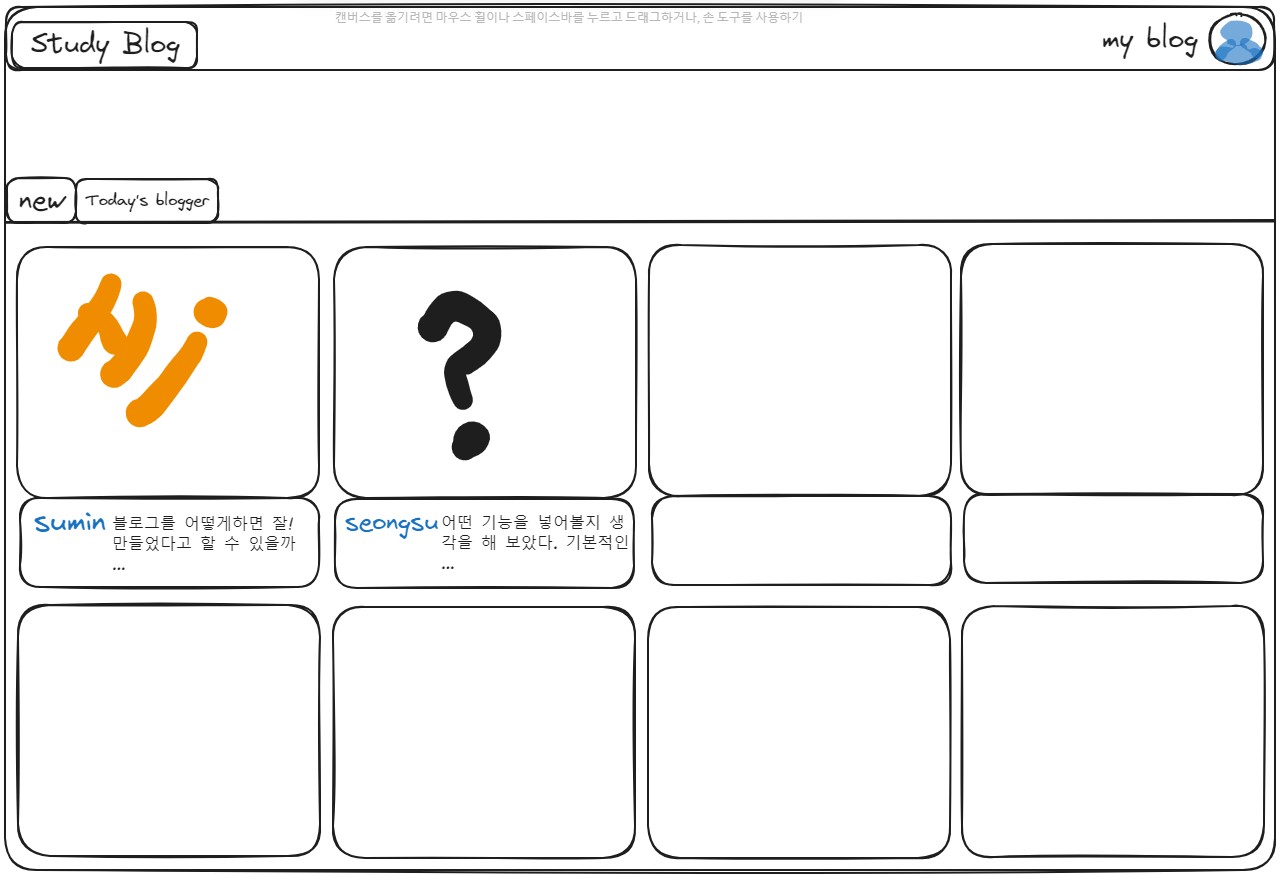 캔버스를 옮기려면 마우스 휠이나 스페이스바를 누르고 드래그하거나, 손 도구를 사용하기
Study Blog
my blog
new
Today's blogger
Hi
?
sumin
블로그를 어떻게하면 잘!
만들었다고 할 수 있을까
...
seongsu
어떤 기능을 넣어볼지 생
각을 해 보았다. 기본적인
...